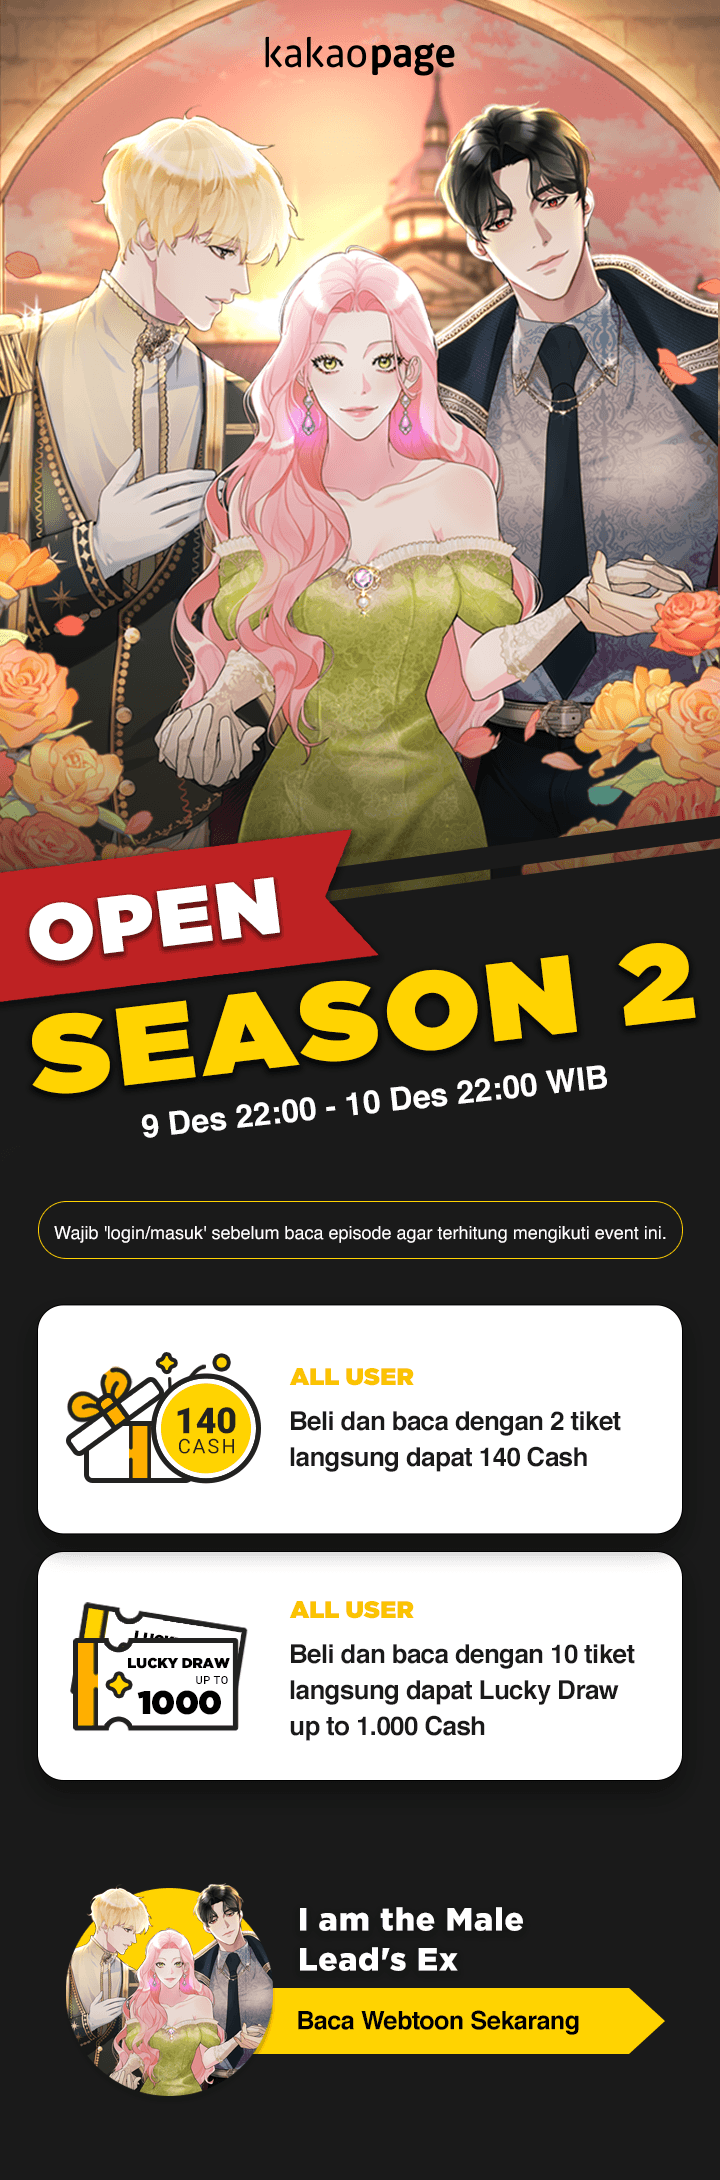 kakaopage
OPEN
SEASON 2
9 Des 22:00 - 10 Des 22:00 WIB
Wajib 'login/masuk' sebelum baca episode agar terhitung mengikuti event ini.
140
CASH
ALL USER
Beli dan baca dengan 2 tiket
langsung dapat 140 Cash
LUCKY DRAW
UP TO
1000
ALL USER
Beli dan baca dengan 10 tiket
langsung dapat Lucky Draw
up to 1.000 Cash
I am the Male
Lead's Ex
Baca Webtoon Sekarang